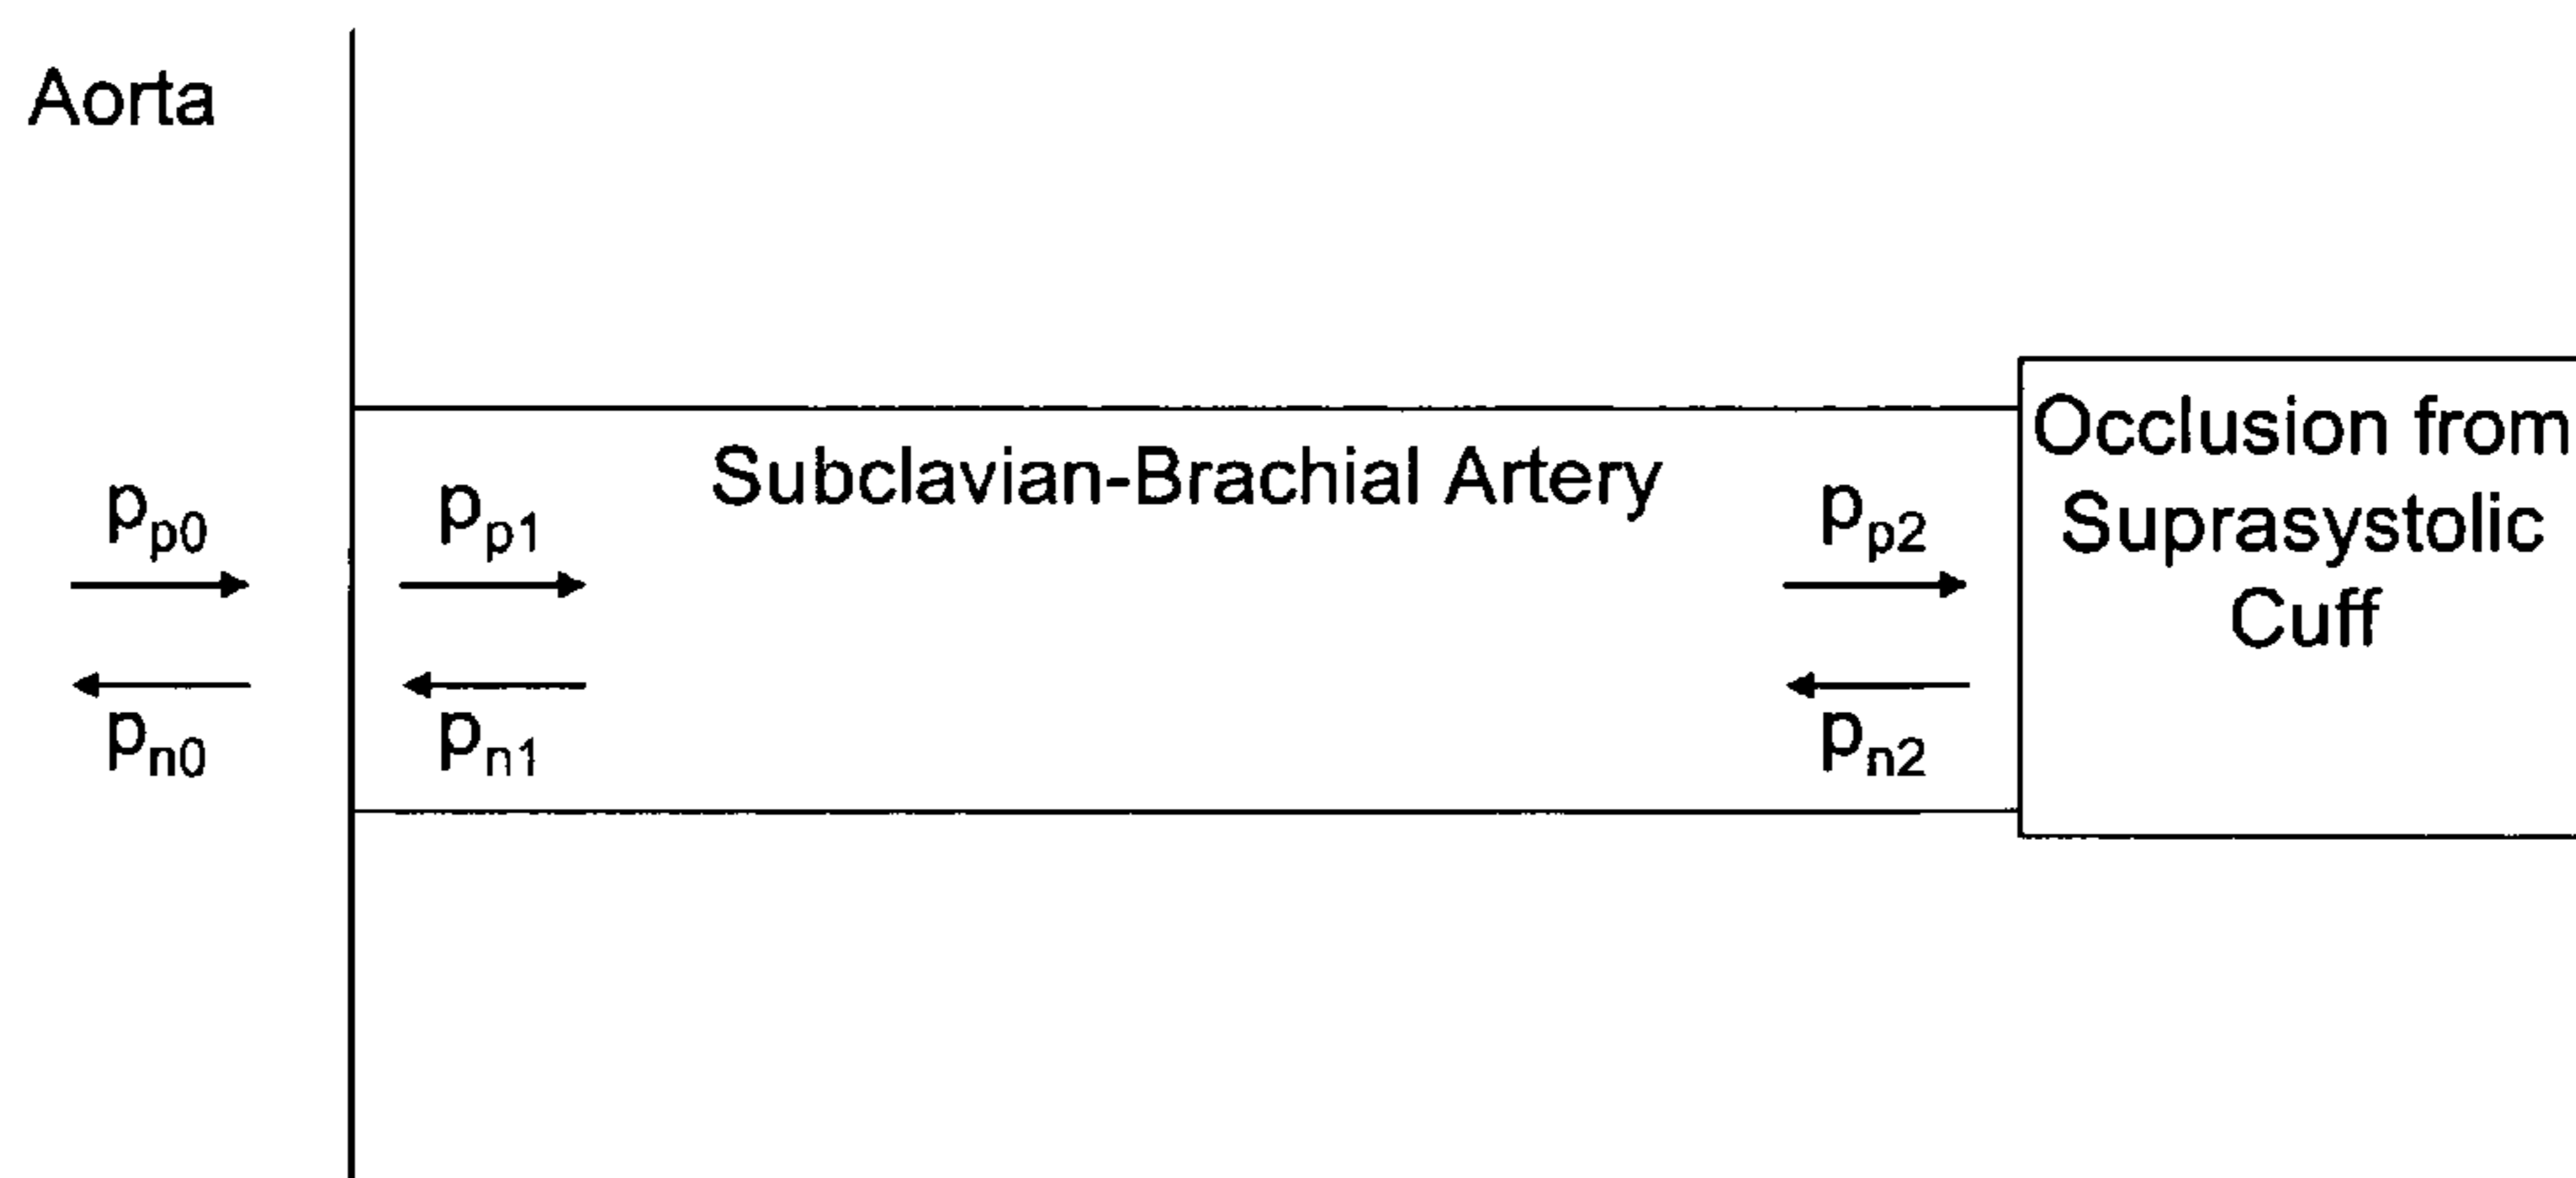 Aorta
Subclavian-Brachial Artery
Occlusion from
Suprasystolic
Cuff
p_p0
p_p1
p_p2
p_n0
p_n1
p_n2